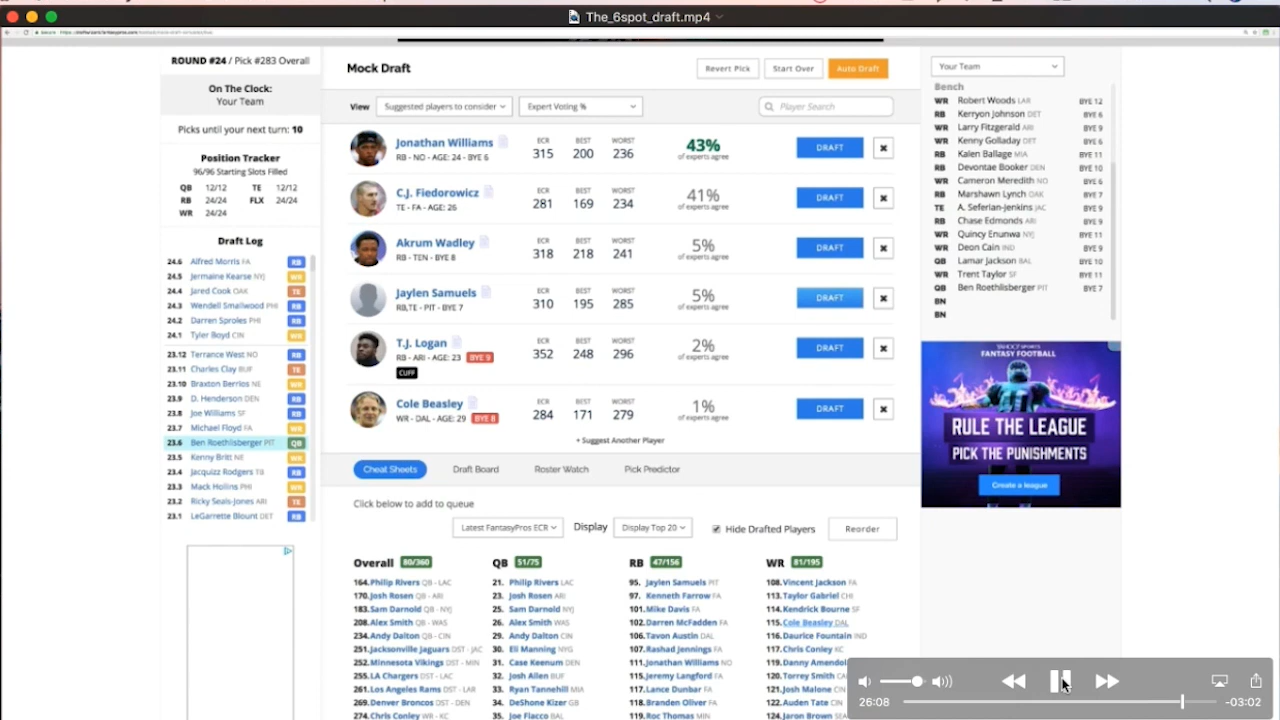 The_6spot_draft.mp4
ROUND #24 / Pick #283 Overall
On The Clock:
Your Team
Picks until your next turn: 10
Position Tracker
96/96 Starting Slots Filled
QB 12/12 TE 12/12
RB 24/24 FLX 24/24
WR 24/24
Draft Log
24.6 Alfred Morris FA RB
24.5 Jermaine Kearse NYJ WR
24.4 Jared Cook OAK TE
24.3 Wendell Smallwood PHI RB
24.2 Darren Sproles PHI RB
24.1 Tyler Boyd CIN WR
23.12 Terrance West NO RB
23.11 Charles Clay BUF TE
23.10 Braxton Berrios NE WR
23.9 D. Henderson DEN RB
23.8 Joe Williams SF RB
23.7 Michael Floyd FA WR
23.6 Ben Roethlisberger PIT QB
23.5 Kenny Britt NE WR
23.4 Jacquizz Rodgers TB RB
23.3 Mack Hollins PHI WR
23.2 Ricky Seals-Jones ARI TE
23.1 LeGarrette Blount DET RB
Mock Draft
Revert Pick Start Over Auto Draft
View Suggested players to consider Expert Voting % Player Search
Jonathan Williams ECR BEST WORST 43% DRAFT
RB - NO - AGE: 24 - BYE 6 315 200 236 of experts agree
C.J. Fiedorowicz ECR BEST WORST 41% DRAFT
TE - FA - AGE: 26 281 169 234 of experts agree
Akrum Wadley ECR BEST WORST 5% DRAFT
RB - TEN - BYE 8 318 218 241 of experts agree
Jaylen Samuels ECR BEST WORST 5% DRAFT
RB,TE - PIT - BYE 7 310 195 285 of experts agree
T.J. Logan ECR BEST WORST 2% DRAFT
RB - ARI - AGE: 23 BYE 9 352 248 296 of experts agree
CUFF
Cole Beasley ECR BEST WORST 1% DRAFT
WR - DAL - AGE: 29 BYE 8 284 171 279 of experts agree
+ Suggest Another Player
Cheat Sheets Draft Board Roster Watch Pick Predictor
Click below to add to queue
Latest FantasyPros ECR Display Display Top 20 Hide Drafted Players Reorder
Overall 80/360 QB 51/75 RB 47/156 WR 81/195
164. Philip Rivers QB - LAC 21. Philip Rivers LAC 95. Jaylen Samuels PIT 108. Vincent Jackson FA
170. Josh Rosen QB - ARI 23. Josh Rosen ARI 97. Kenneth Farrow FA 113. Taylor Gabriel CHI
183. Sam Darnold QB - NYJ 25. Sam Darnold NYJ 101. Mike Davis FA 114. Kendrick Bourne SF
208. Alex Smith QB - WAS 26. Alex Smith WAS 102. Darren McFadden FA 115. Cole Beasley DAL
234. Andy Dalton QB - CIN 29. Andy Dalton CIN 106. Tavon Austin DAL 116. Daurice Fountain IND
251. Jacksonville Jaguars DST - JAC 30. Eli Manning NYG 107. Rashad Jennings FA 117. Chris Conley KC
252. Minnesota Vikings DST - MIN 31. Case Keenum DEN 111. Jonathan Williams NO 119. Danny Amendol
255. LA Chargers DST - LAC 32. Josh Allen BUF 115. Jeremy Langford FA 120. Torrey Smith
261. Los Angeles Rams DST - LAR 33. Ryan Tannehill MIA 117. Lance Dunbar FA 121. Josh Malone CIN
269. Denver Broncos DST - DEN 34. DeShone Kizer GB 118. Branden Oliver FA 122. Auden Tate CIN
274. Chris Conley WR - KC 35. Joe Flacco BAL 119. Roc Thomas MIN 124. Jaron Brown
Your Team
Bench
WR Robert Woods LAR BYE 12
RB Kerryon Johnson DET BYE 6
WR Larry Fitzgerald ARI BYE 9
WR Kenny Golladay DET BYE 6
RB Kalen Ballage MIA BYE 11
RB Devontae Booker DEN BYE 10
WR Cameron Meredith NO BYE 6
RB Marshawn Lynch OAK BYE 7
TE A. Seferian-Jenkins JAC BYE 9
RB Chase Edmonds ARI BYE 9
WR Quincy Enunwa NYJ BYE 11
WR Deon Cain IND BYE 9
QB Lamar Jackson BAL BYE 10
WR Trent Taylor SF BYE 11
QB Ben Roethlisberger PIT BYE 7
BN
BN
YAHOO! SPORTS
FANTASY FOOTBALL
RULE THE LEAGUE
PICK THE PUNISHMENTS
Create a league
26:08 -03:02